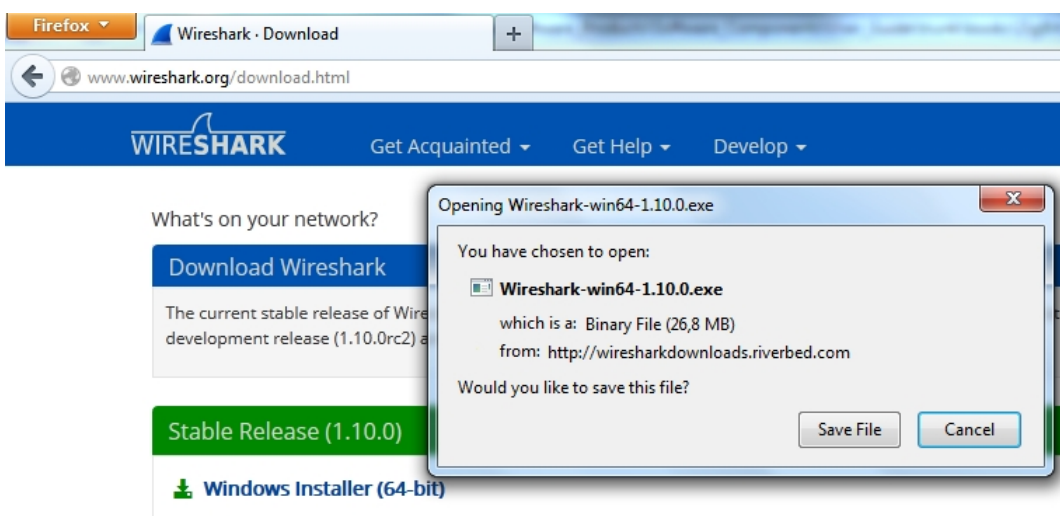 Firefox
Wireshark · Download
+
www.wireshark.org/download.html
WIRESHARK
Get Acquainted
Get Help
Develop
What's on your network?
Download Wireshark
The current stable release of Wire
development release (1.10.0rc2) a
Stable Release (1.10.0)
Windows Installer (64-bit)
Opening Wireshark-win64-1.10.0.exe
You have chosen to open:
Wireshark-win64-1.10.0.exe
which is a: Binary File (26,8 MB)
from: http://wiresharkdownloads.riverbed.com
Would you like to save this file?
Save File
Cancel